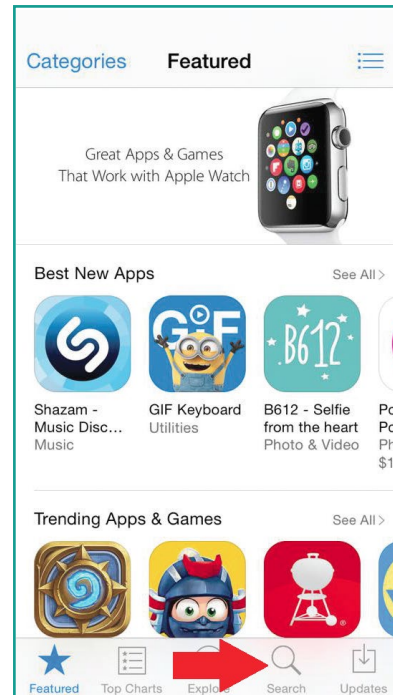 Categories Featured
Great Apps & Games
That Work with Apple Watch
Best New Apps See All >
GIF
B612
Shazam - Music Disc...
Music
GIF Keyboard
Utilities
B612 - Selfie from the heart
Photo & Video
Trending Apps & Games See All >
Featured Top Charts Search Updates